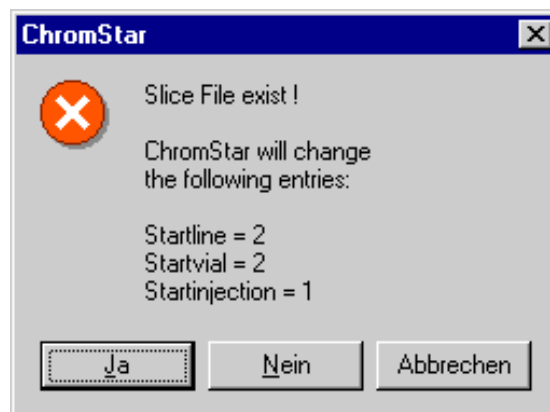 ChromStar
Slice File exist !
ChromStar will change
the following entries:
Startline = 2
Startvial = 2
Startinjection = 1
Ja
Nein
Abbrechen